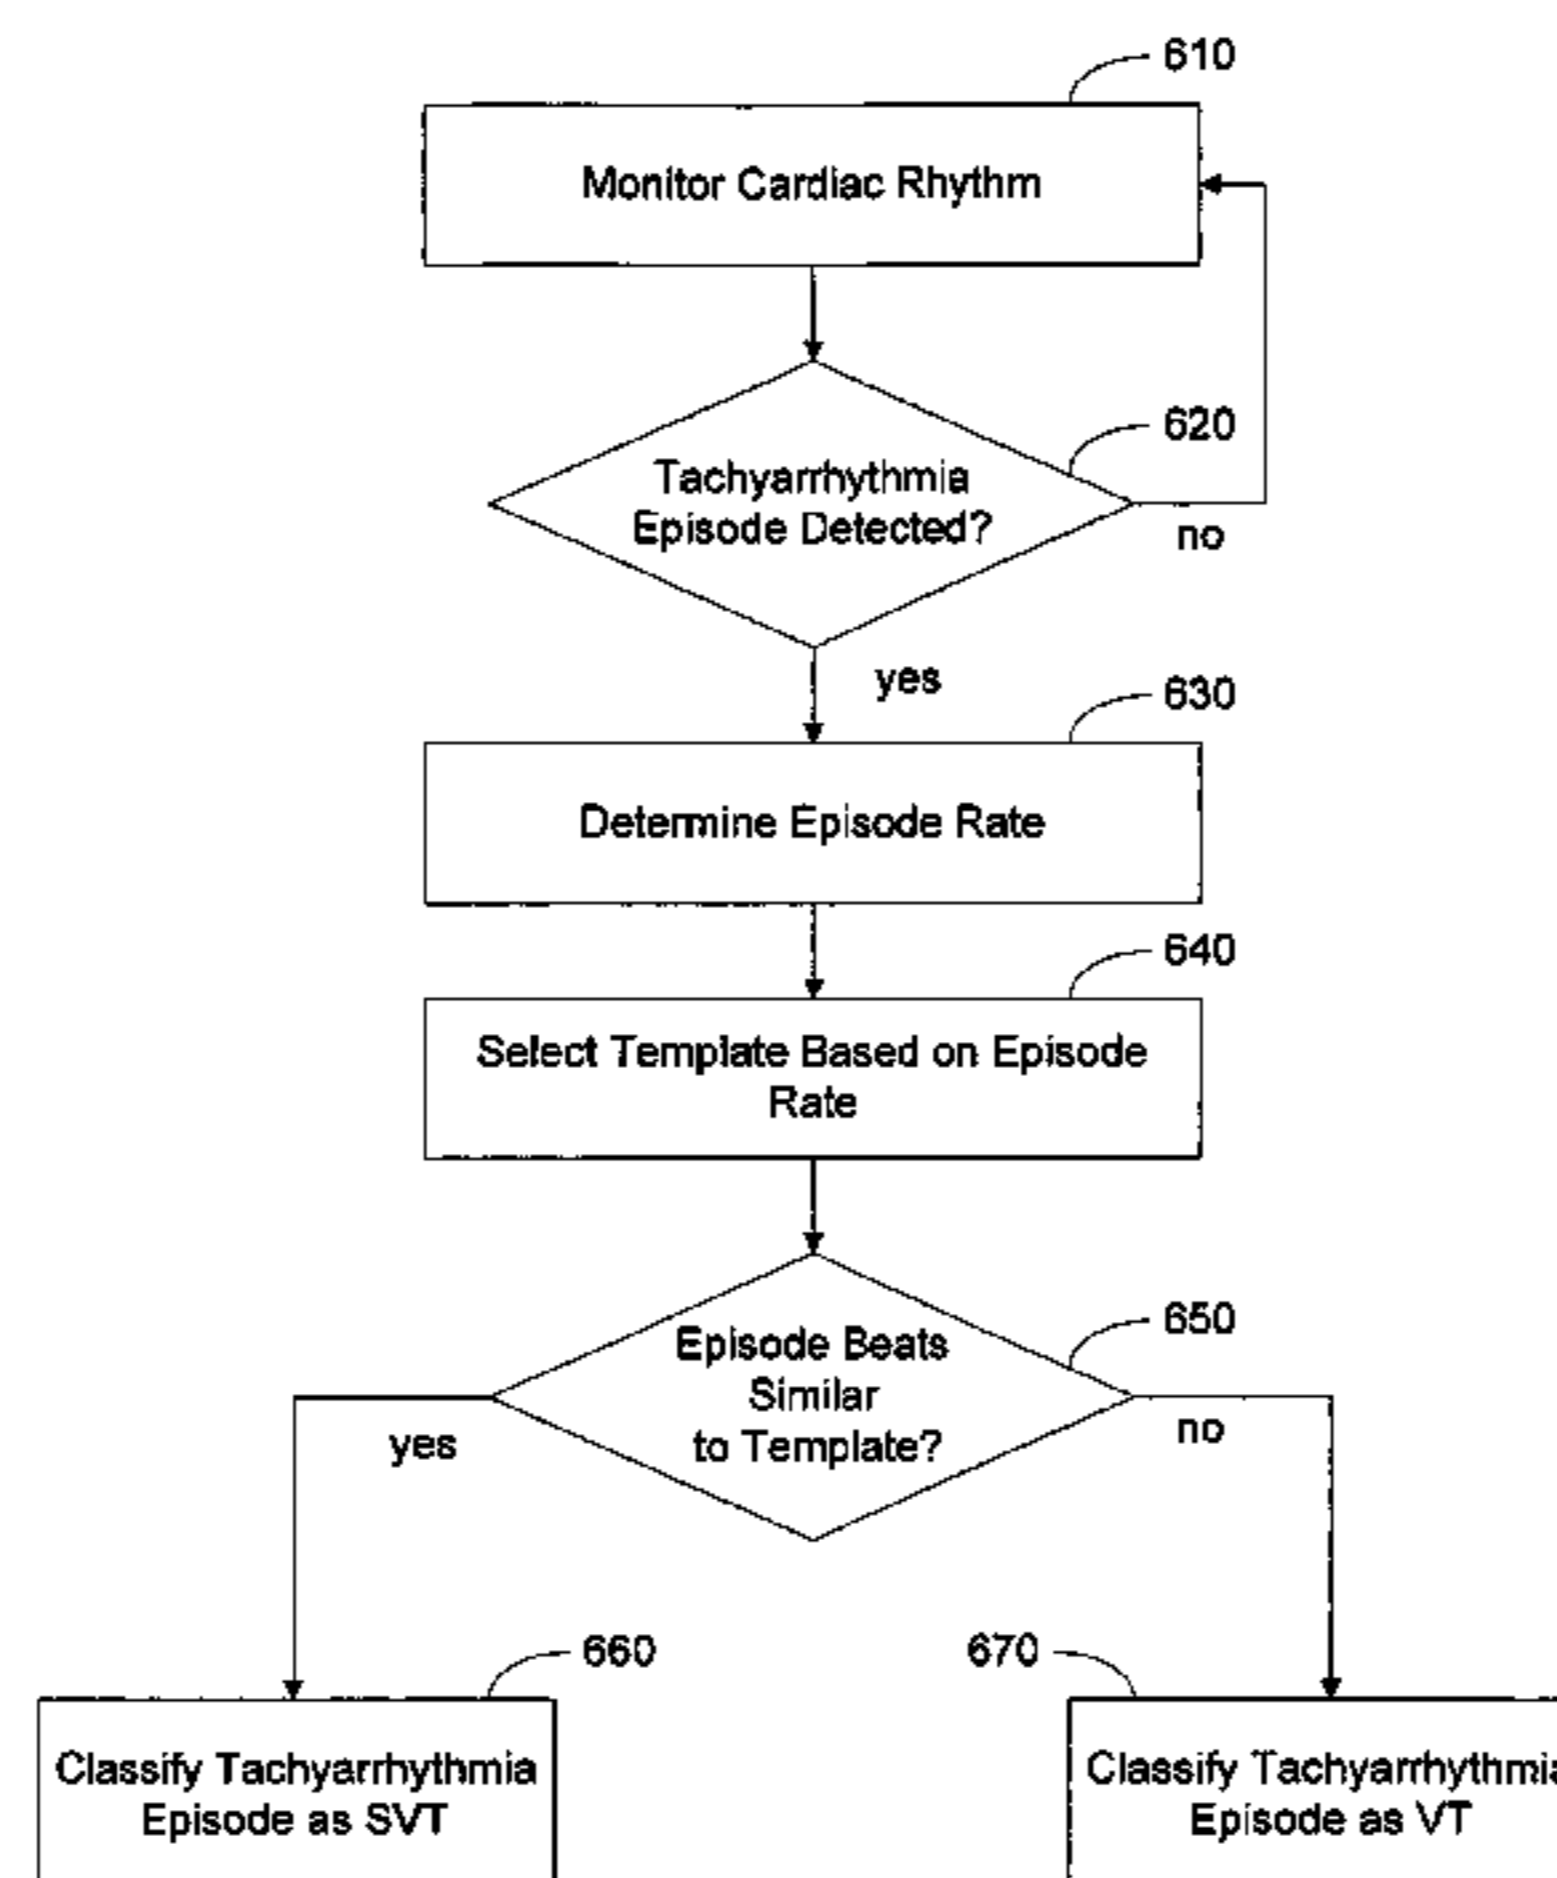 610
Monitor Cardiac Rhythm
620
Tachyarrhythmia
Episode Detected?
no
yes
630
Determine Episode Rate
640
Select Template Based on Episode
Rate
650
Episode Beats
Similar
to Template?
yes
no
660
670
Classify Tachyarrhythmia
Episode as SVT
Classify Tachyarrhythmia
Episode as VT